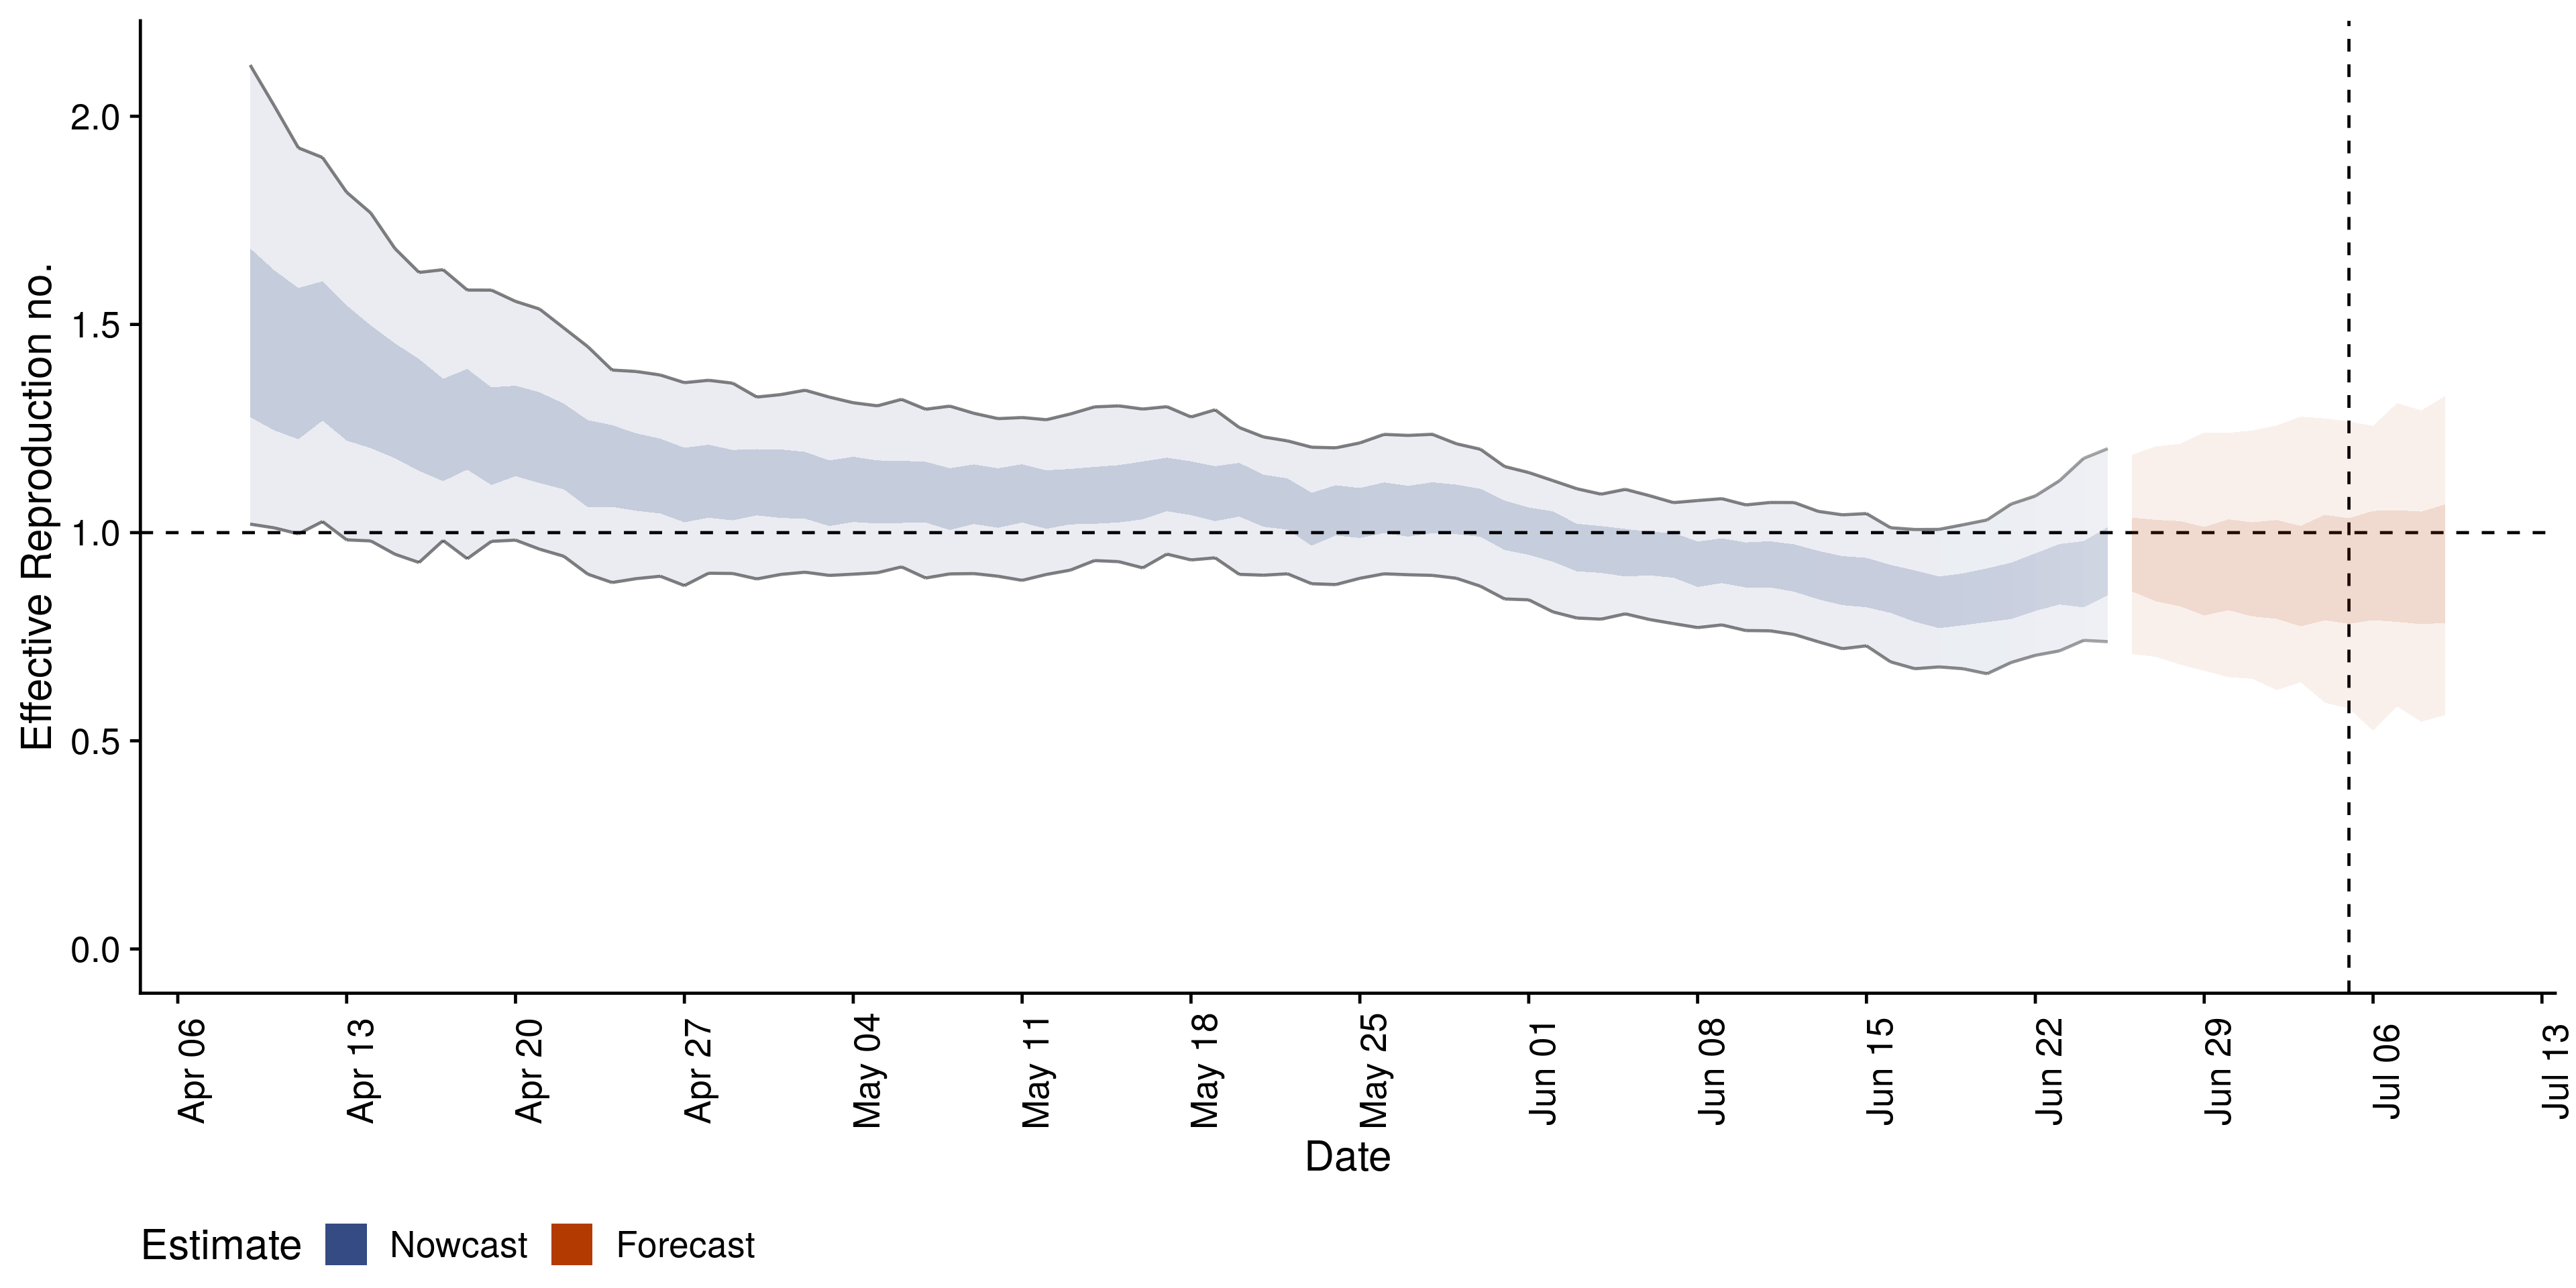 Effective Reproduction no.
2.0
1.5
1.0
0.5
0.0
Apr 06
Apr 13
Apr 20
Apr 27
May 04
May 11
May 18
May 25
Jun 01
Jun 08
Jun 15
Jun 22
Jun 29
Jul 06
Jul 13
Date
Estimate Nowcast Forecast